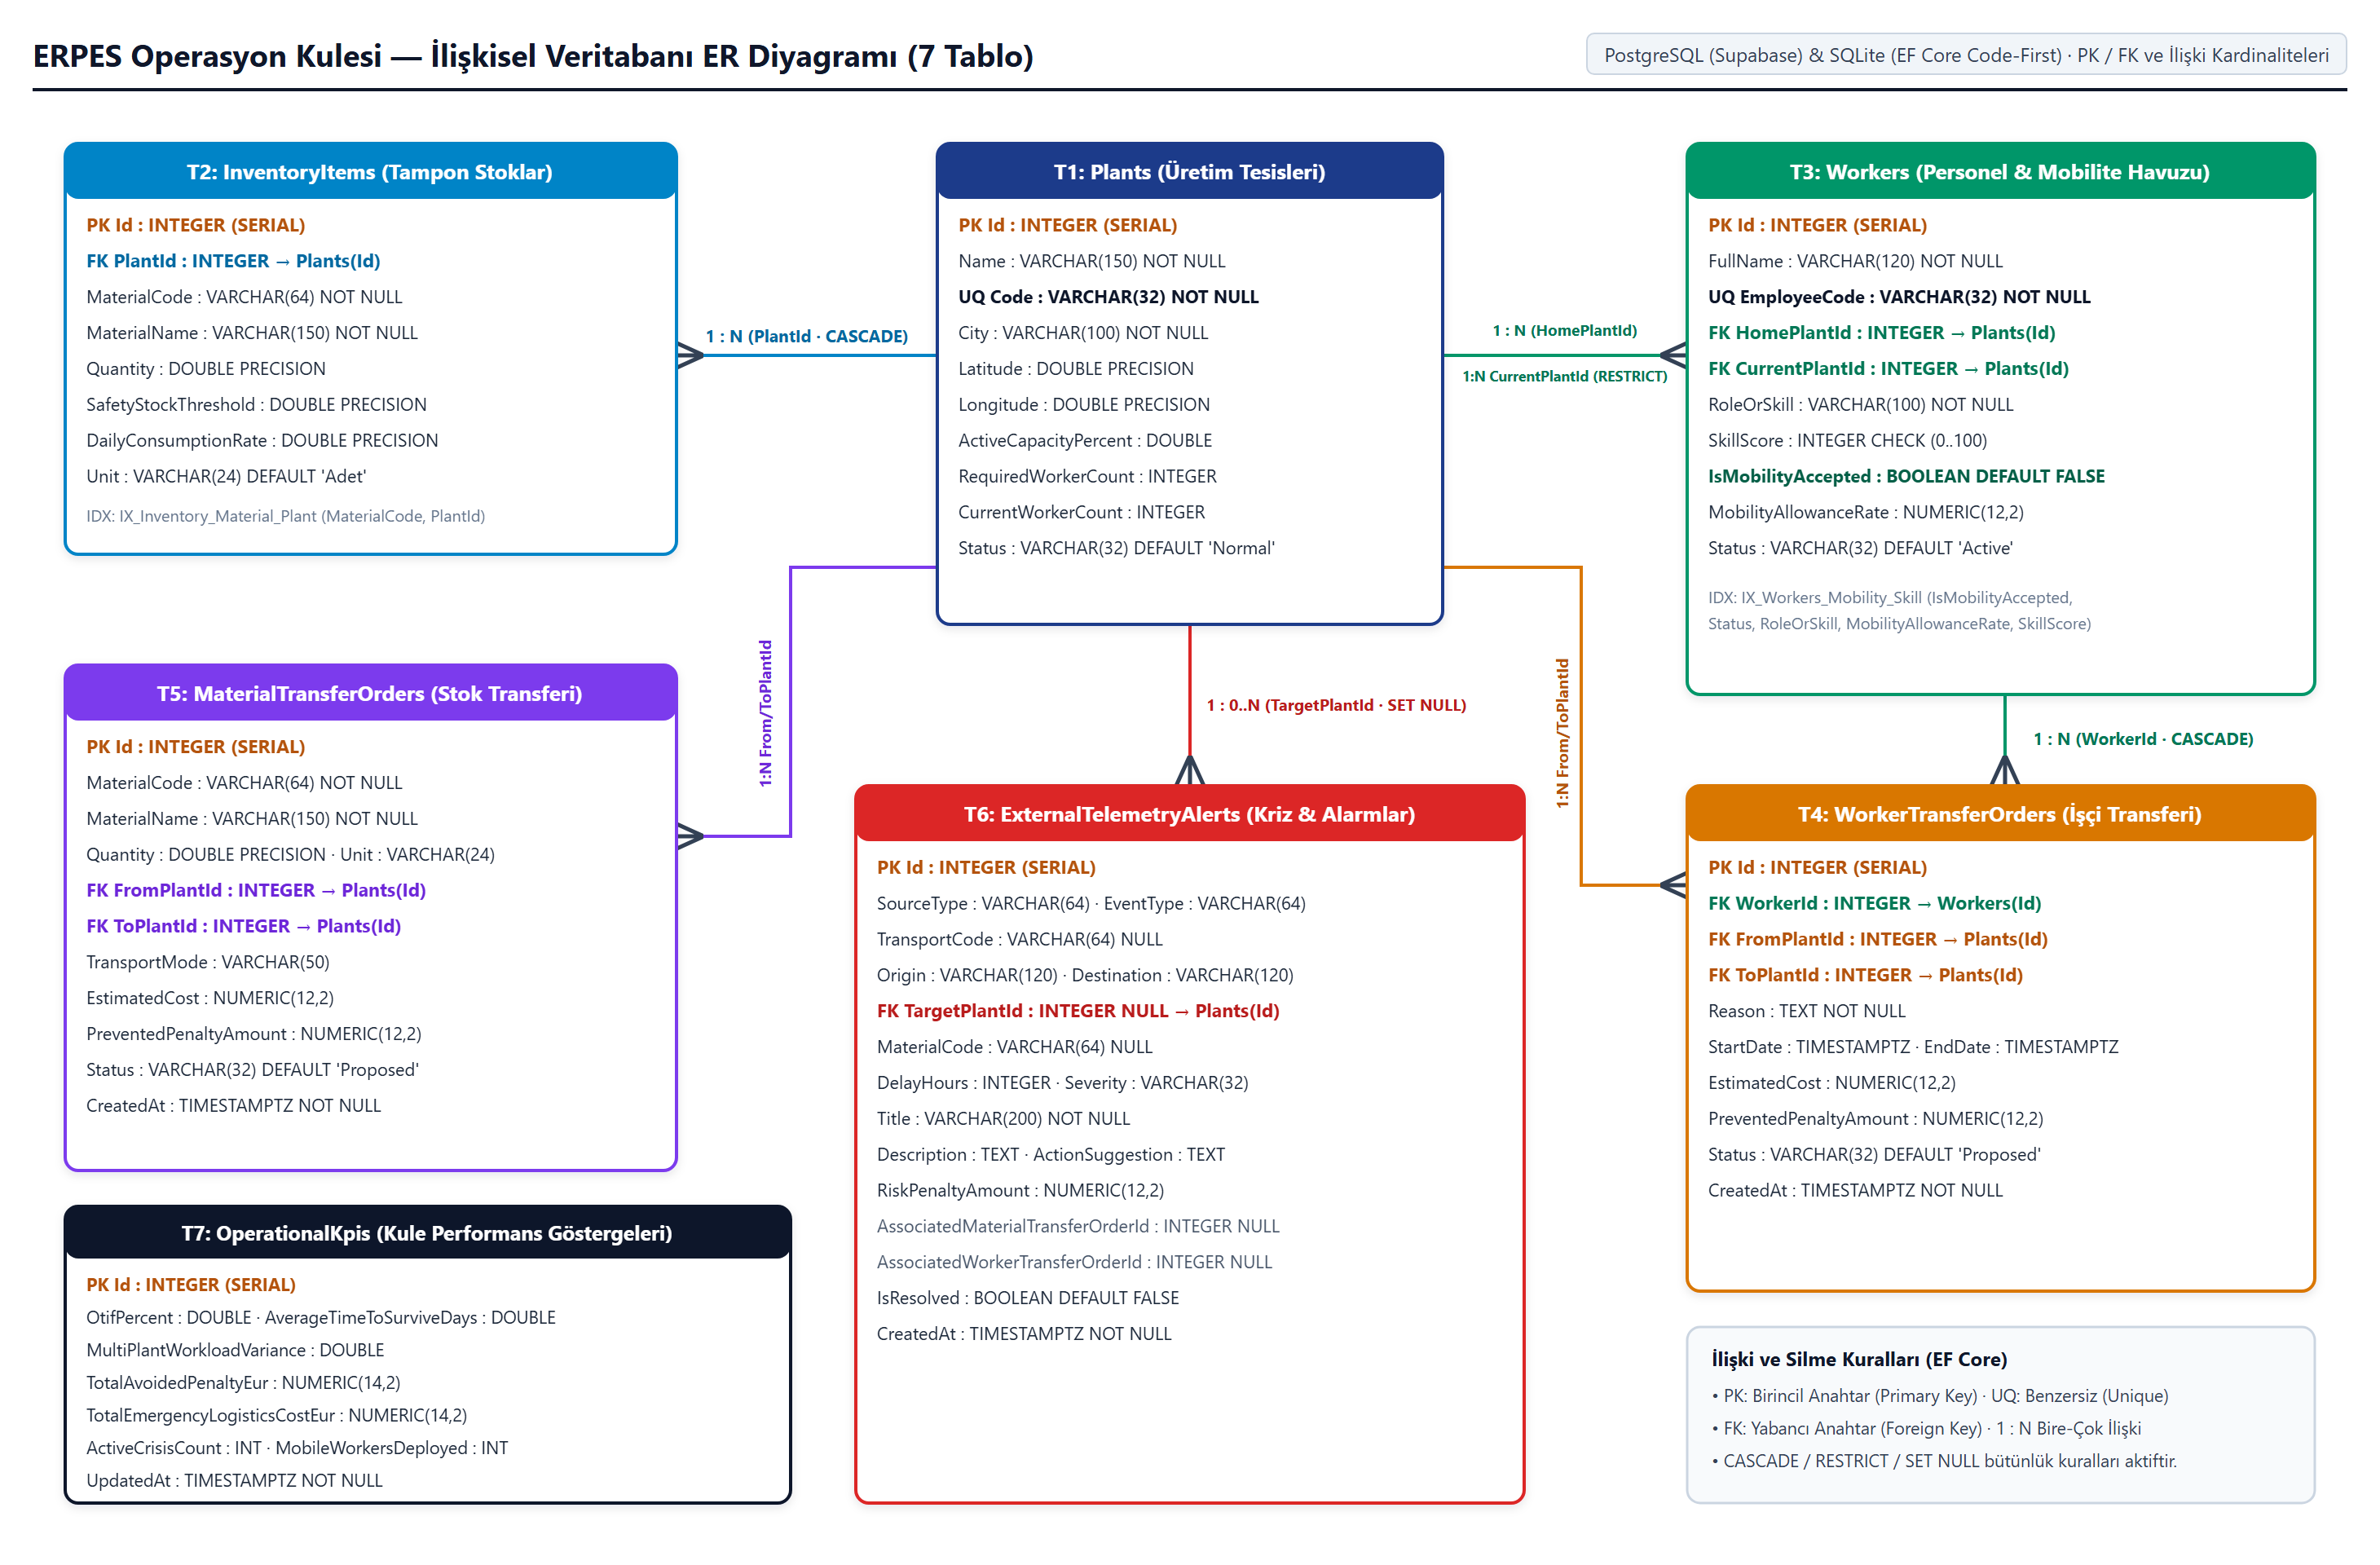 ERPES Operasyon Kulesi — İlişkisel Veritabanı ER Diyagramı (7 Tablo)
PostgreSQL (Supabase) & SQLite (EF Core Code-First) · PK / FK ve İlişki Kardinaliteleri
T2: InventoryItems (Tampon Stoklar)
PK Id : INTEGER (SERIAL)
FK PlantId : INTEGER → Plants(Id)
MaterialCode : VARCHAR(64) NOT NULL
MaterialName : VARCHAR(150) NOT NULL
Quantity : DOUBLE PRECISION
SafetyStockThreshold : DOUBLE PRECISION
DailyConsumptionRate : DOUBLE PRECISION
Unit : VARCHAR(24) DEFAULT 'Adet'
IDX: IX_Inventory_Material_Plant (MaterialCode, PlantId)
1 : N (PlantId · CASCADE)
T1: Plants (Üretim Tesisleri)
PK Id : INTEGER (SERIAL)
Name : VARCHAR(150) NOT NULL
UQ Code : VARCHAR(32) NOT NULL
City : VARCHAR(100) NOT NULL
Latitude : DOUBLE PRECISION
Longitude : DOUBLE PRECISION
ActiveCapacityPercent : DOUBLE
RequiredWorkerCount : INTEGER
CurrentWorkerCount : INTEGER
Status : VARCHAR(32) DEFAULT 'Normal'
1 : N (HomePlantId)
1:N CurrentPlantId (RESTRICT)
T3: Workers (Personel & Mobilite Havuzu)
PK Id : INTEGER (SERIAL)
FullName : VARCHAR(120) NOT NULL
UQ EmployeeCode : VARCHAR(32) NOT NULL
FK HomePlantId : INTEGER → Plants(Id)
FK CurrentPlantId : INTEGER → Plants(Id)
RoleOrSkill : VARCHAR(100) NOT NULL
SkillScore : INTEGER CHECK (0..100)
IsMobilityAccepted : BOOLEAN DEFAULT FALSE
MobilityAllowanceRate : NUMERIC(12,2)
Status : VARCHAR(32) DEFAULT 'Active'
IDX: IX_Workers_Mobility_Skill (IsMobilityAccepted,
Status, RoleOrSkill, MobilityAllowanceRate, SkillScore)
T5: MaterialTransferOrders (Stok Transferi)
PK Id : INTEGER (SERIAL)
MaterialCode : VARCHAR(64) NOT NULL
MaterialName : VARCHAR(150) NOT NULL
Quantity : DOUBLE PRECISION · Unit : VARCHAR(24)
FK FromPlantId : INTEGER → Plants(Id)
FK ToPlantId : INTEGER → Plants(Id)
TransportMode : VARCHAR(50)
EstimatedCost : NUMERIC(12,2)
PreventedPenaltyAmount : NUMERIC(12,2)
Status : VARCHAR(32) DEFAULT 'Proposed'
CreatedAt : TIMESTAMPTZ NOT NULL
1:N From/ToPlantId
1 : 0..N (TargetPlantId · SET NULL)
1:N From/ToPlantId
1 : N (WorkerId · CASCADE)
T6: ExternalTelemetryAlerts (Kriz & Alarmlar)
PK Id : INTEGER (SERIAL)
SourceType : VARCHAR(64) · EventType : VARCHAR(64)
TransportCode : VARCHAR(64) NULL
Origin : VARCHAR(120) · Destination : VARCHAR(120)
FK TargetPlantId : INTEGER NULL → Plants(Id)
MaterialCode : VARCHAR(64) NULL
DelayHours : INTEGER · Severity : VARCHAR(32)
Title : VARCHAR(200) NOT NULL
Description : TEXT · ActionSuggestion : TEXT
RiskPenaltyAmount : NUMERIC(12,2)
AssociatedMaterialTransferOrderId : INTEGER NULL
AssociatedWorkerTransferOrderId : INTEGER NULL
IsResolved : BOOLEAN DEFAULT FALSE
CreatedAt : TIMESTAMPTZ NOT NULL
T4: WorkerTransferOrders (İşçi Transferi)
PK Id : INTEGER (SERIAL)
FK WorkerId : INTEGER → Workers(Id)
FK FromPlantId : INTEGER → Plants(Id)
FK ToPlantId : INTEGER → Plants(Id)
Reason : TEXT NOT NULL
StartDate : TIMESTAMPTZ · EndDate : TIMESTAMPTZ
EstimatedCost : NUMERIC(12,2)
PreventedPenaltyAmount : NUMERIC(12,2)
Status : VARCHAR(32) DEFAULT 'Proposed'
CreatedAt : TIMESTAMPTZ NOT NULL
T7: OperationalKpis (Kule Performans Göstergeleri)
PK Id : INTEGER (SERIAL)
OtifPercent : DOUBLE · AverageTimeToSurviveDays : DOUBLE
MultiPlantWorkloadVariance : DOUBLE
TotalAvoidedPenaltyEur : NUMERIC(14,2)
TotalEmergencyLogisticsCostEur : NUMERIC(14,2)
ActiveCrisisCount : INT · MobileWorkersDeployed : INT
UpdatedAt : TIMESTAMPTZ NOT NULL
İlişki ve Silme Kuralları (EF Core)
• PK: Birincil Anahtar (Primary Key) · UQ: Benzersiz (Unique)
• FK: Yabancı Anahtar (Foreign Key) · 1 : N Bire-Çok İlişki
• CASCADE / RESTRICT / SET NULL bütünlük kuralları aktiftir.